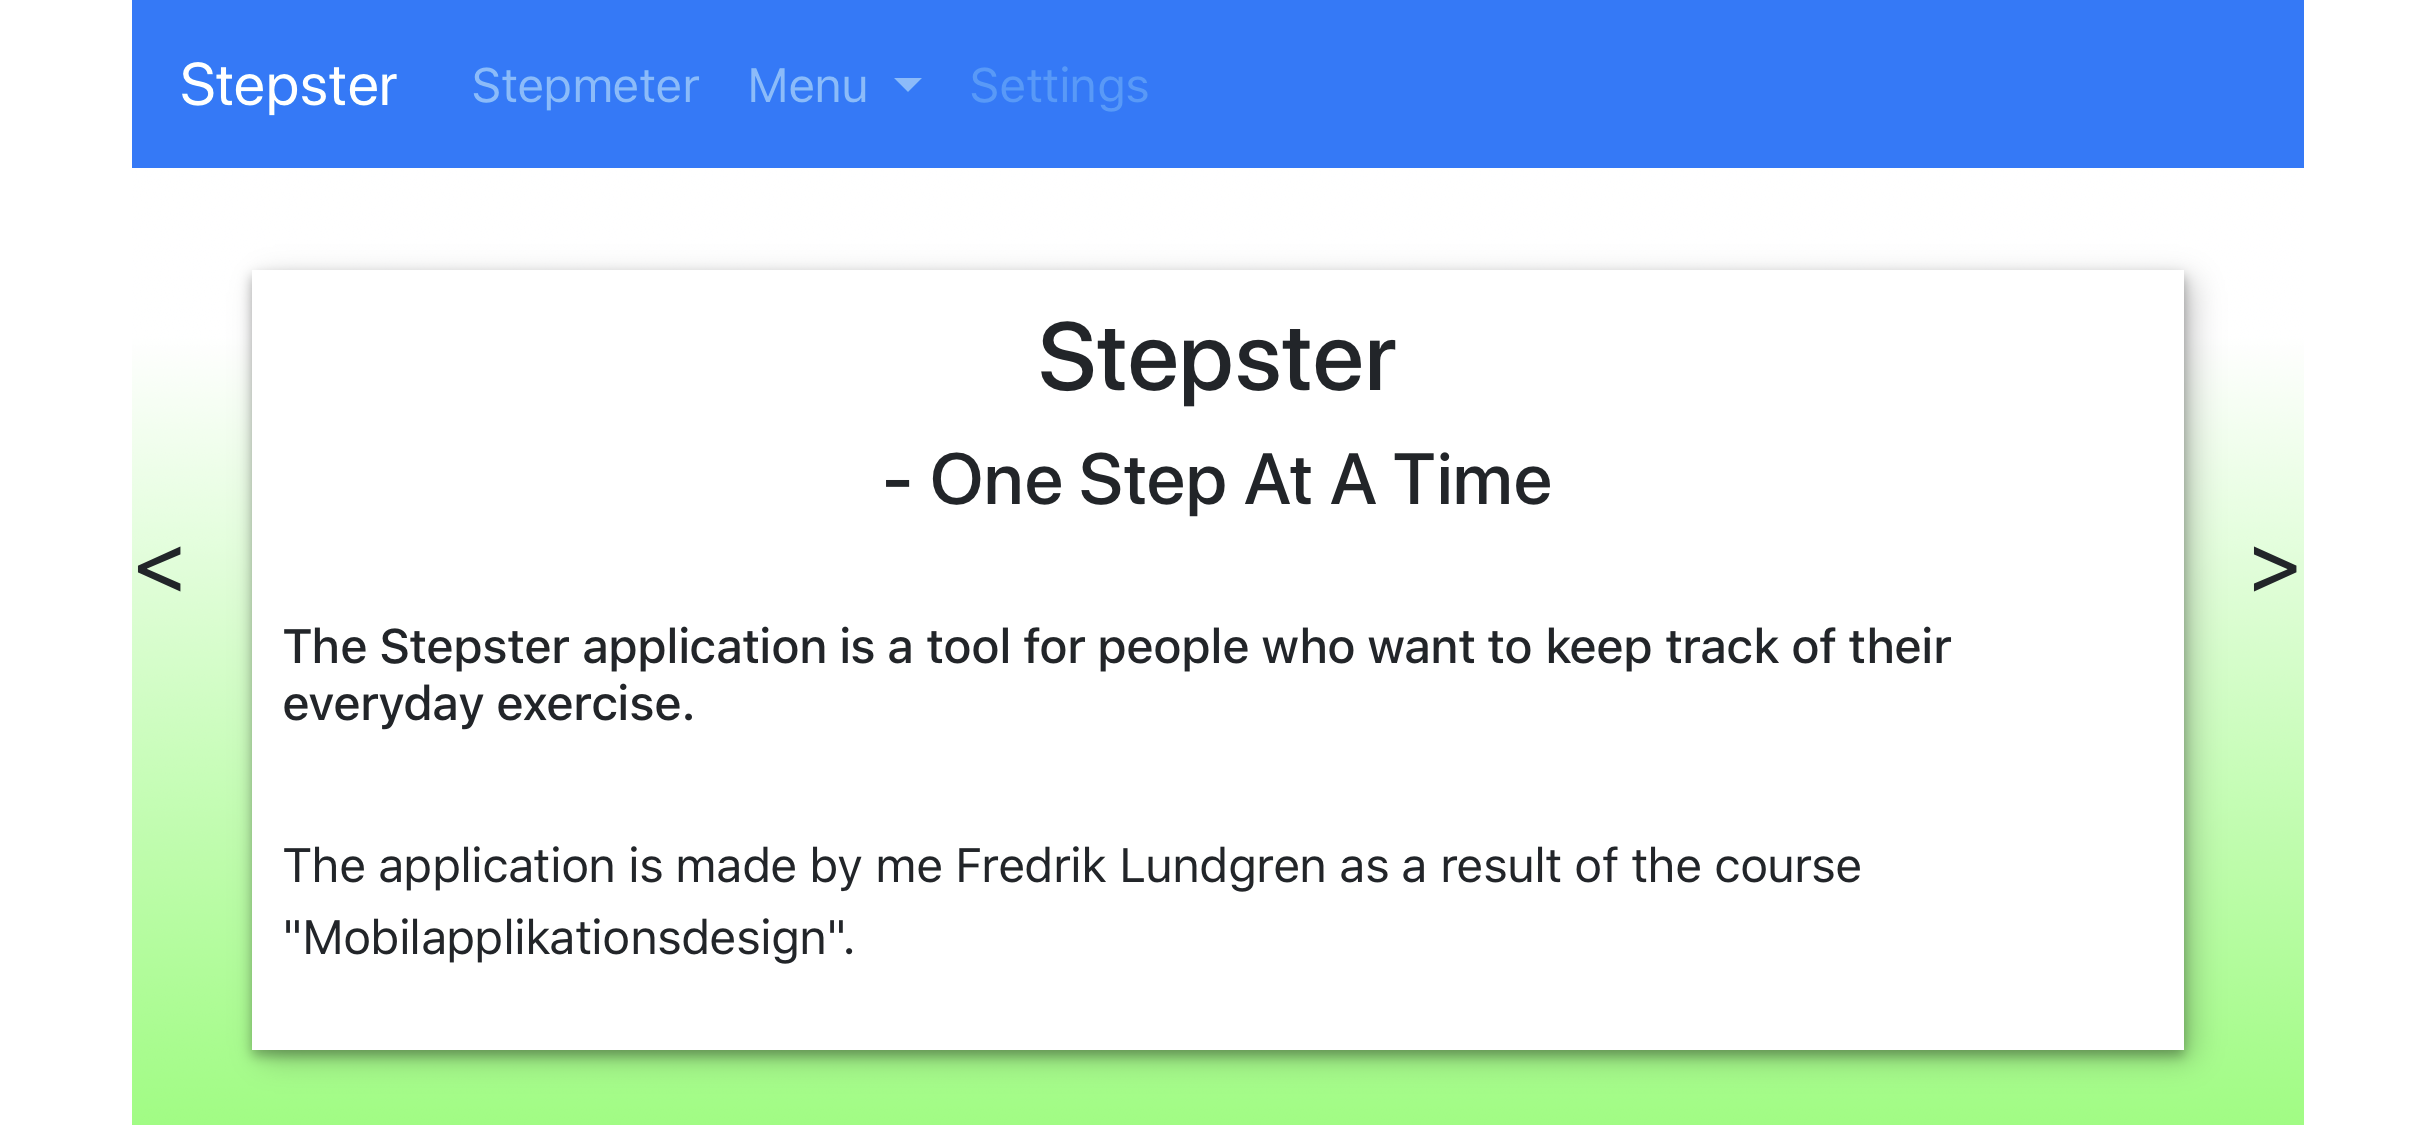 Stepster Stepmeter Menu Settings
Stepster
- One Step At A Time
< >
The Stepster application is a tool for people who want to keep track of their
everyday exercise.
The application is made by me Fredrik Lundgren as a result of the course
"Mobilapplikationsdesign".